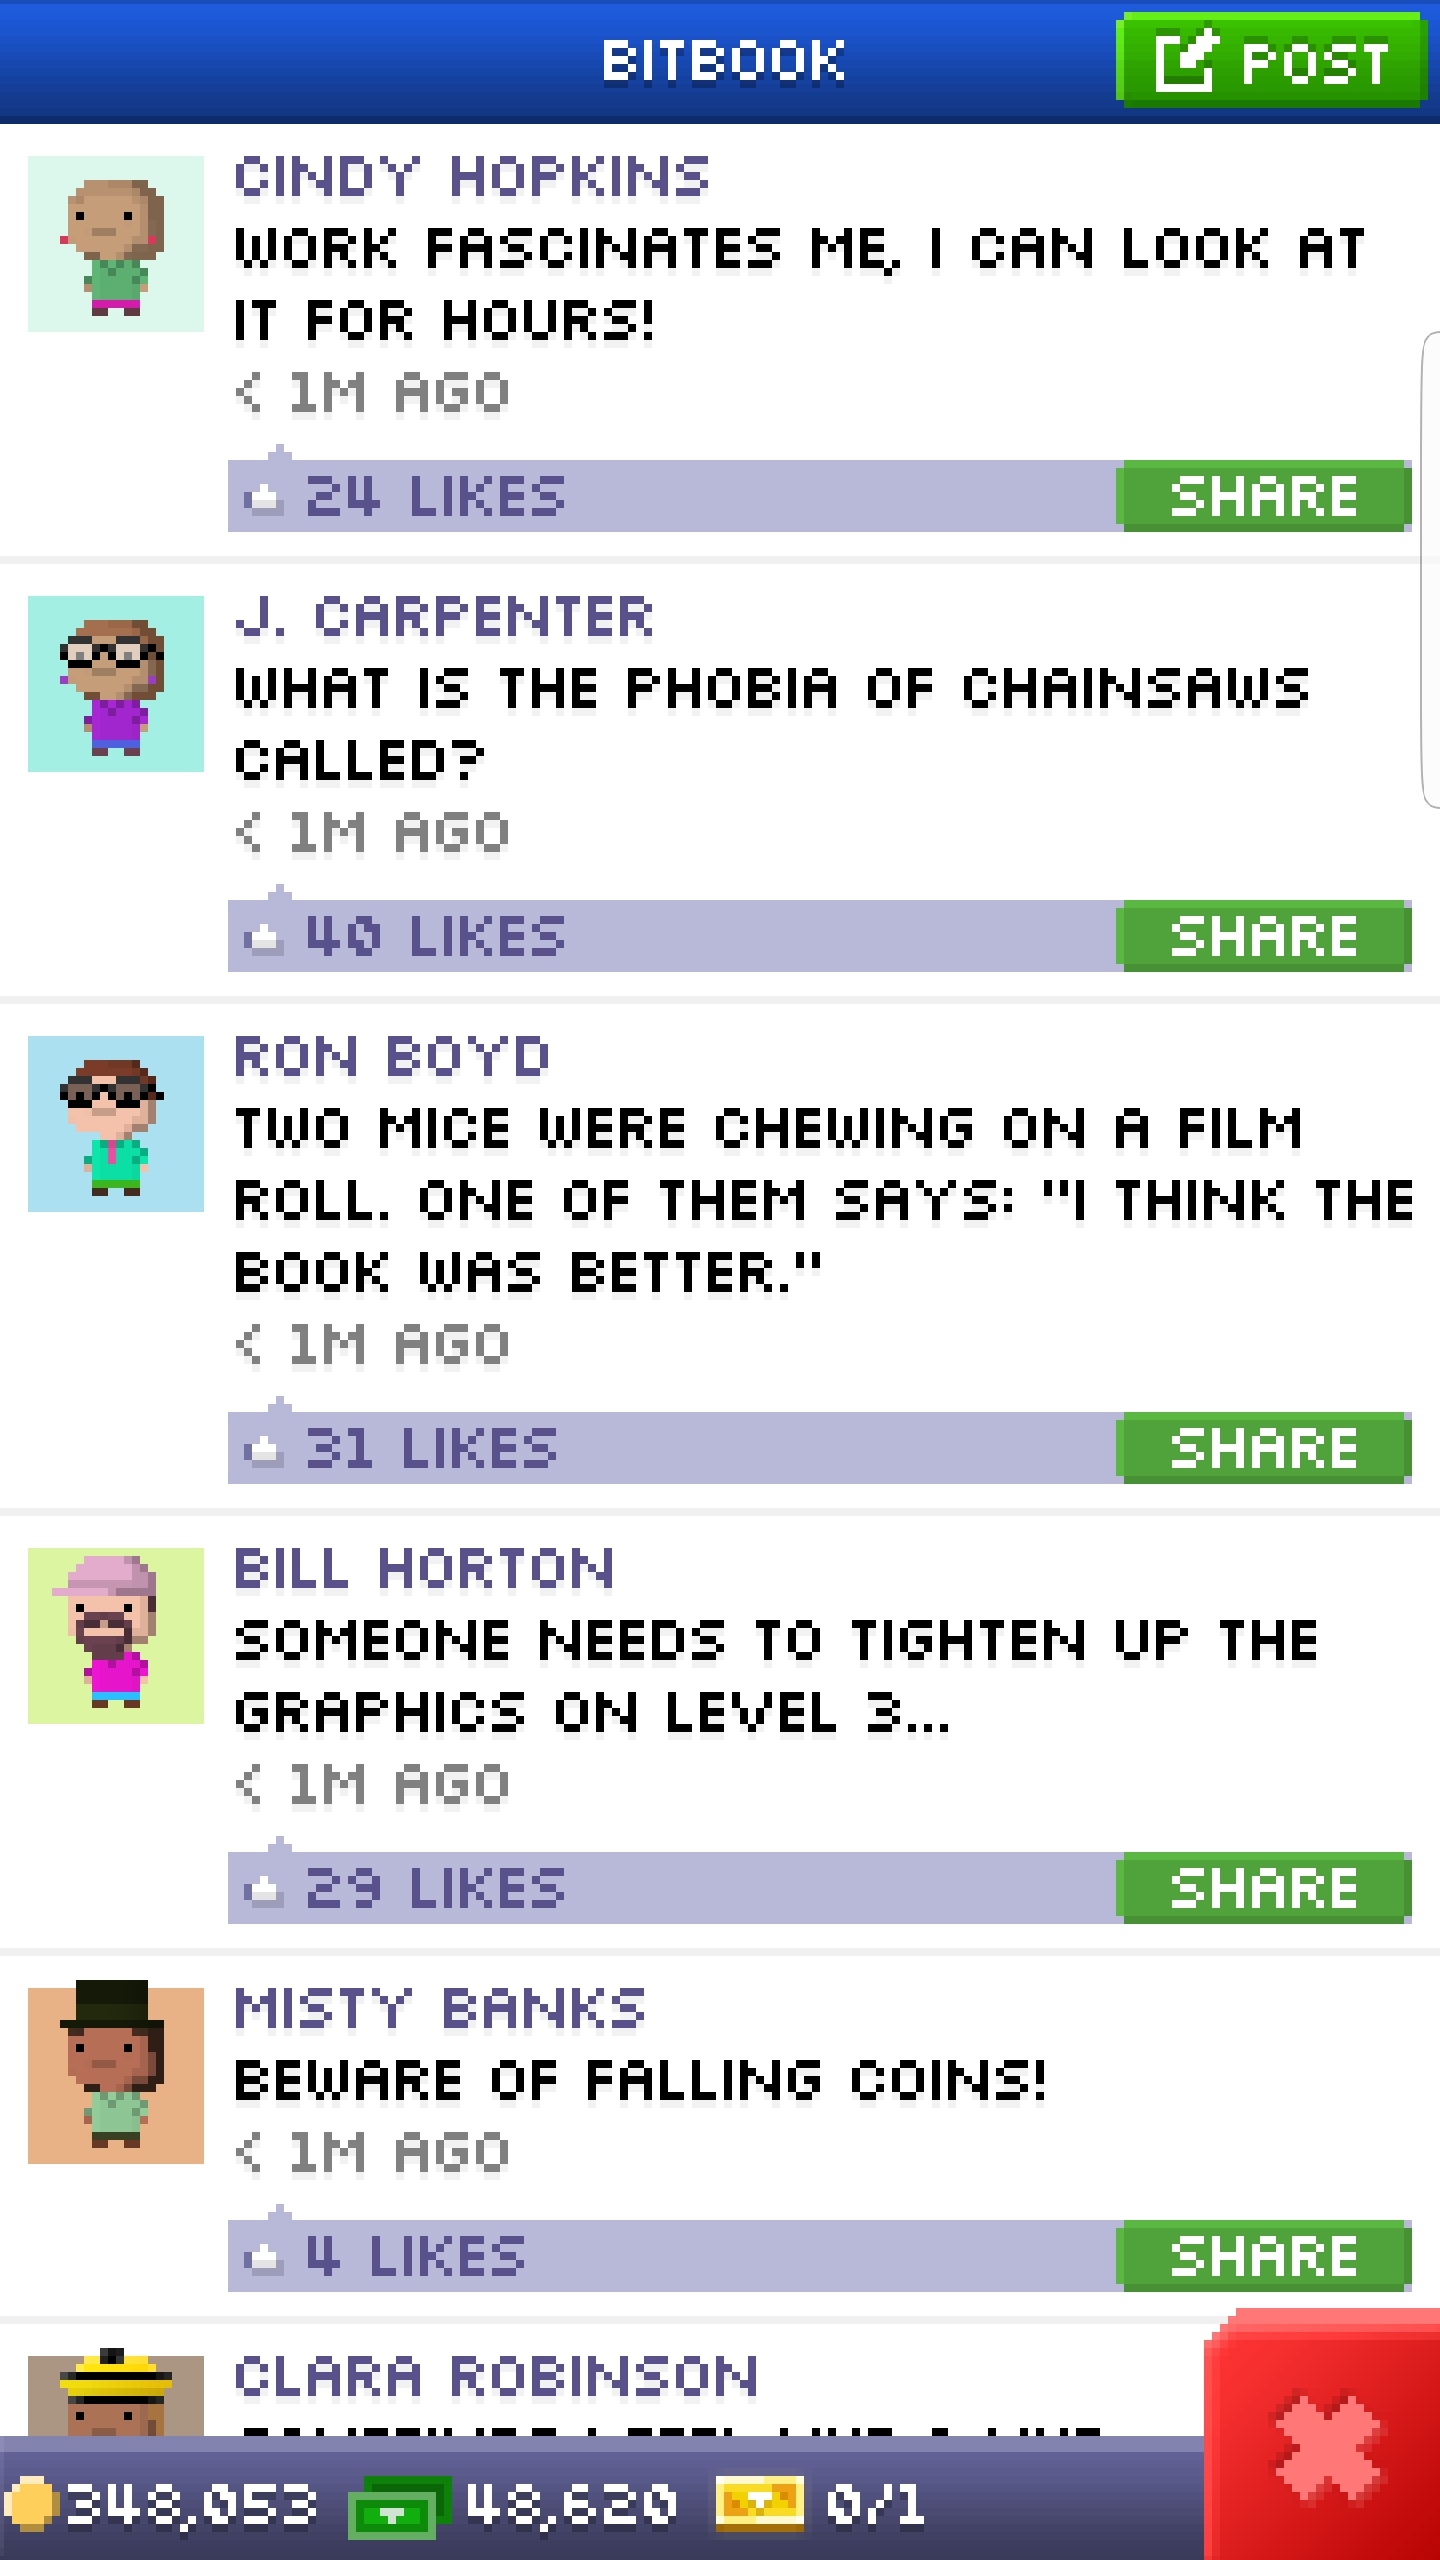 BITBOOK
POST
CINDY HOPKINS
WORK FASCINATES ME, I CAN LOOK AT
IT FOR HOURS!
< 1M AGO
24 LIKES
SHARE
J. CARPENTER
WHAT IS THE PHOBIA OF CHAINSAWS
CALLED?
< 1M AGO
40 LIKES
SHARE
RON BOYD
TWO MICE WERE CHEWING ON A FILM
ROLL. ONE OF THEM SAYS: "I THINK THE
BOOK WAS BETTER."
< 1M AGO
31 LIKES
SHARE
BILL HORTON
SOMEONE NEEDS TO TIGHTEN UP THE
GRAPHICS ON LEVEL 3...
< 1M AGO
29 LIKES
SHARE
MISTY BANKS
BEWARE OF FALLING COINS!
< 1M AGO
4 LIKES
SHARE
CLARA ROBINSON
348,053 48,620 0/1